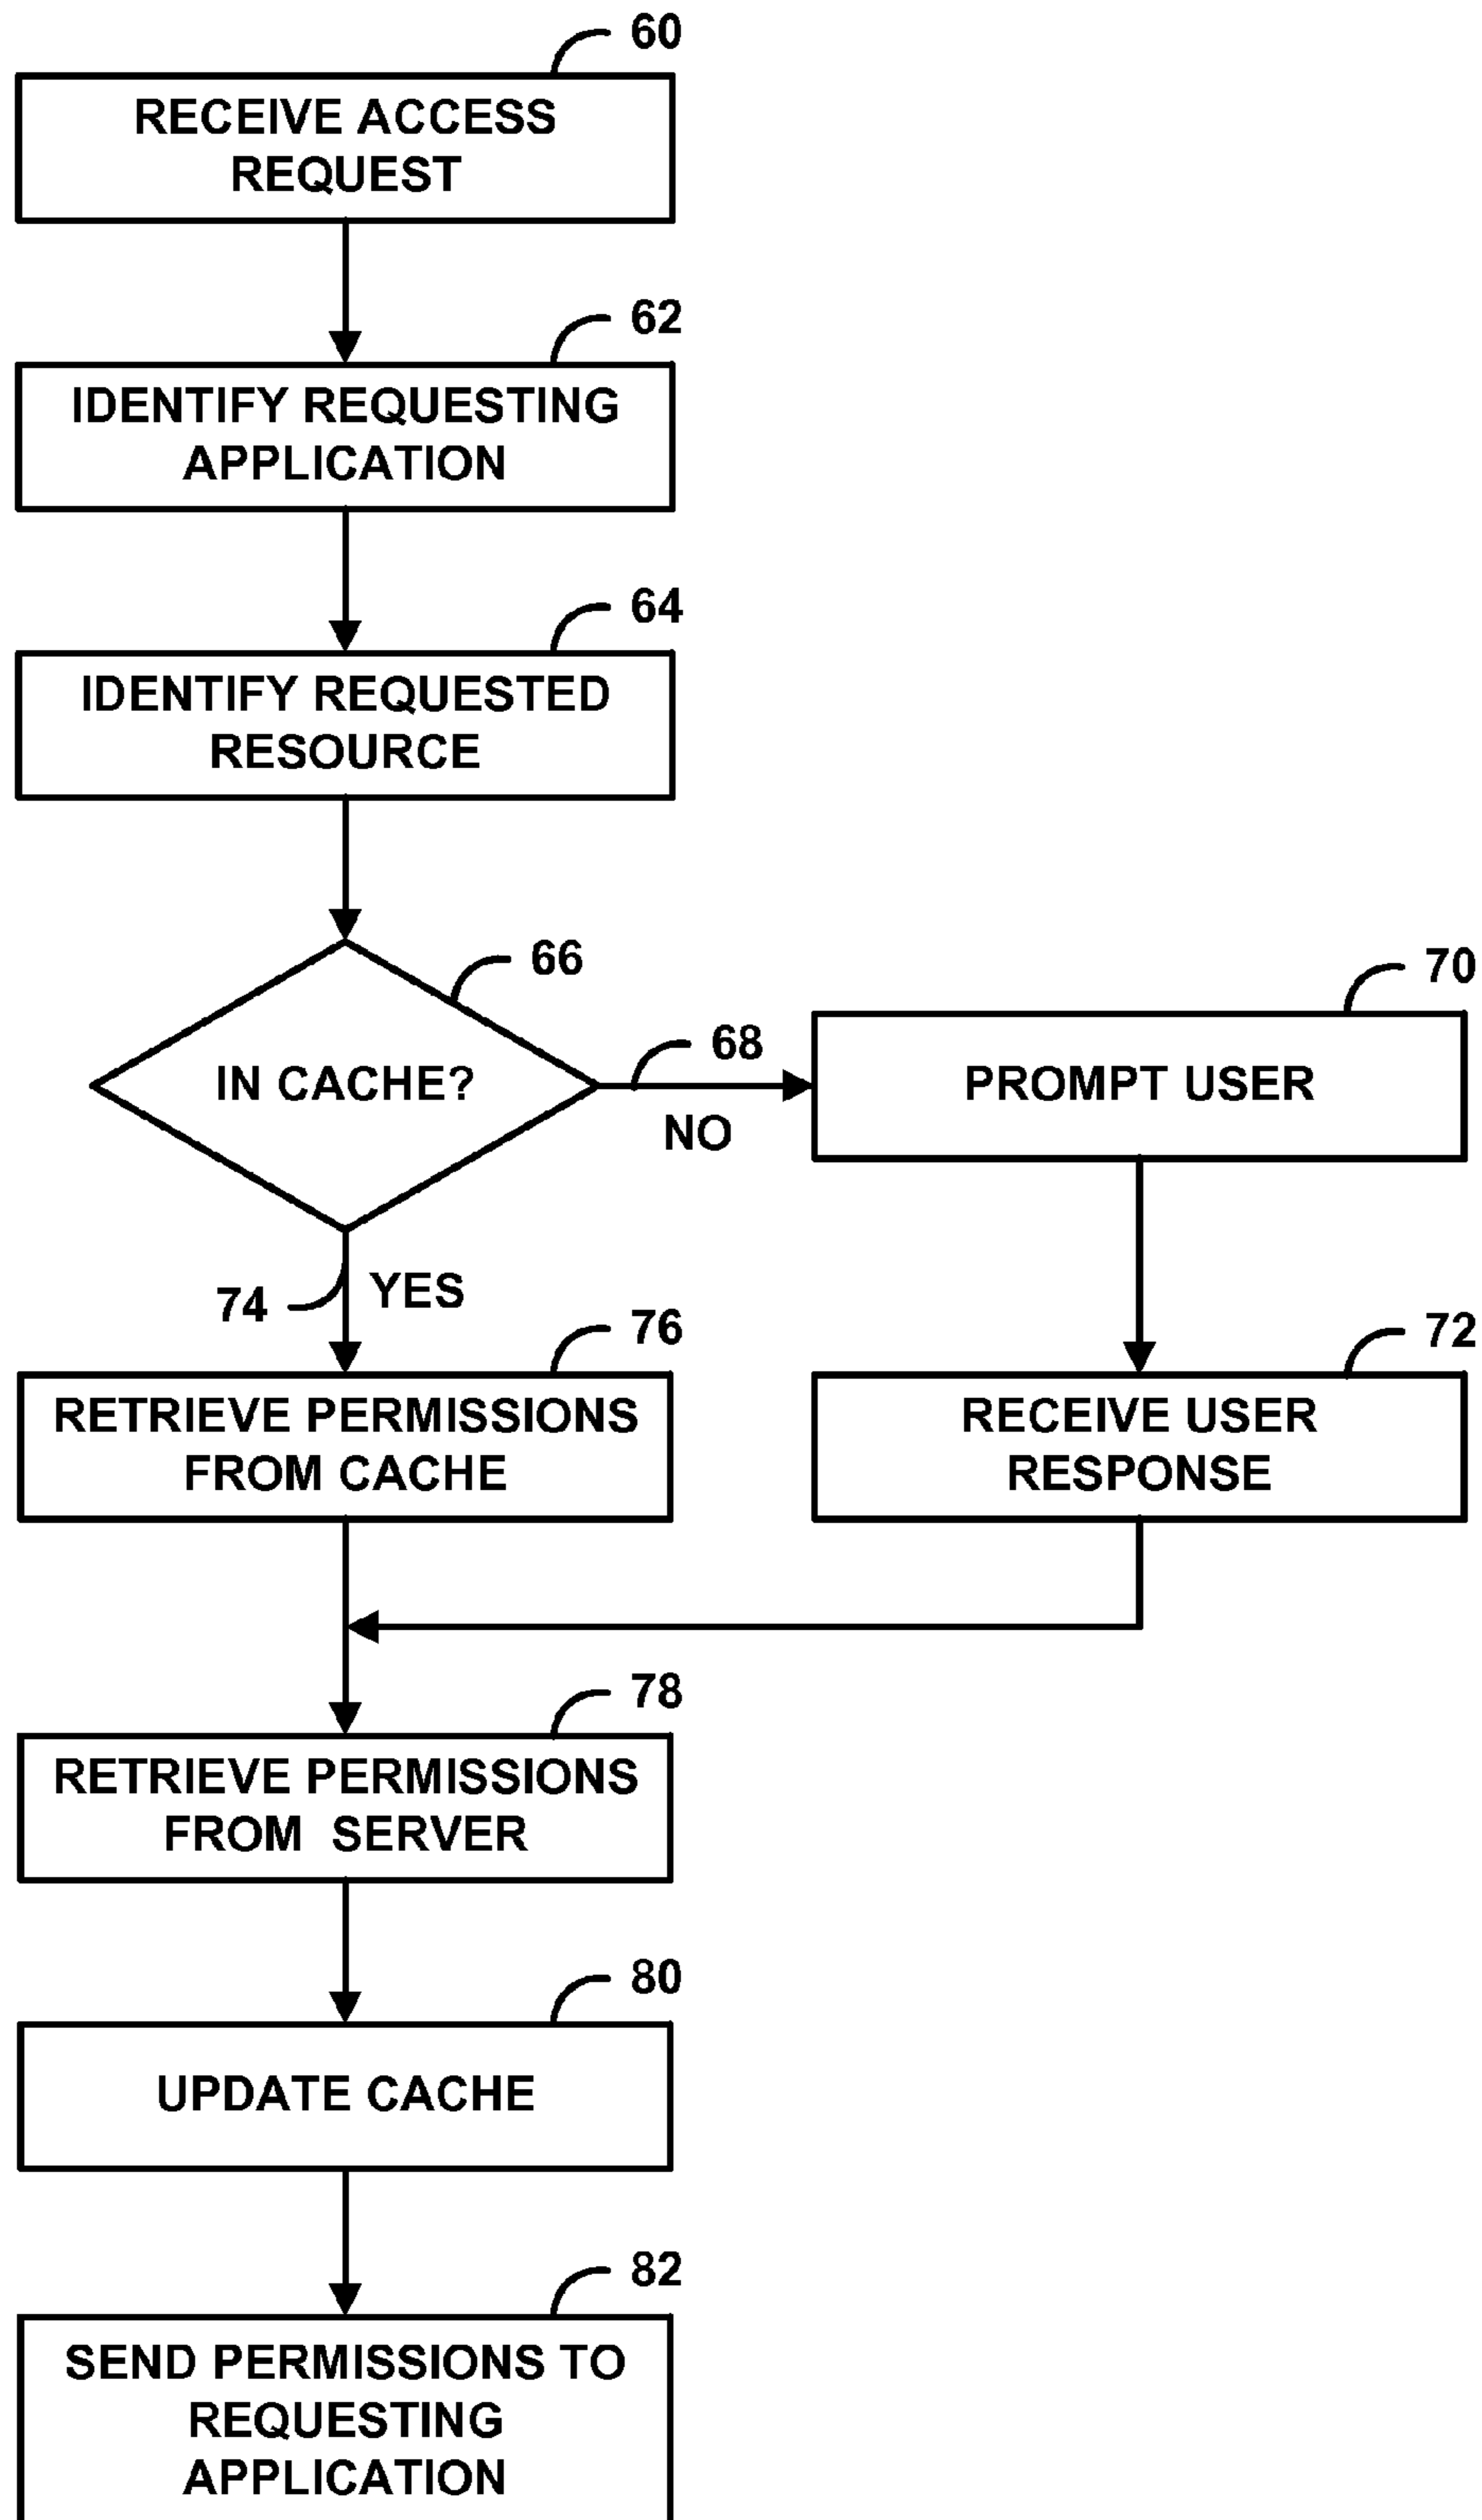 60
RECEIVE ACCESS
REQUEST
62
IDENTIFY REQUESTING
APPLICATION
64
IDENTIFY REQUESTED
RESOURCE
66
IN CACHE?
68
NO
70
PROMPT USER
74
YES
76
RETRIEVE PERMISSIONS
FROM CACHE
72
RECEIVE USER
RESPONSE
78
RETRIEVE PERMISSIONS
FROM SERVER
80
UPDATE CACHE
82
SEND PERMISSIONS TO
REQUESTING
APPLICATION